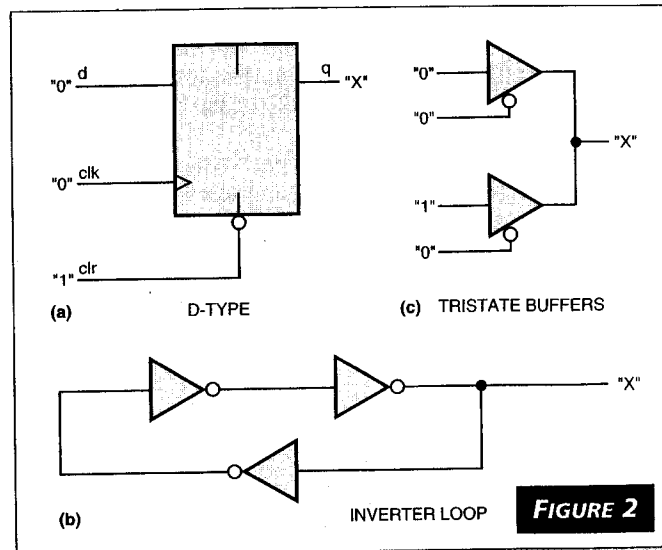 "0" d
q "X"
"0" clk
"1" clr
(a) D-TYPE
"0"
"0"
"X"
"1"
"0"
(c) TRISTATE BUFFERS
"X"
(b) INVERTER LOOP
FIGURE 2